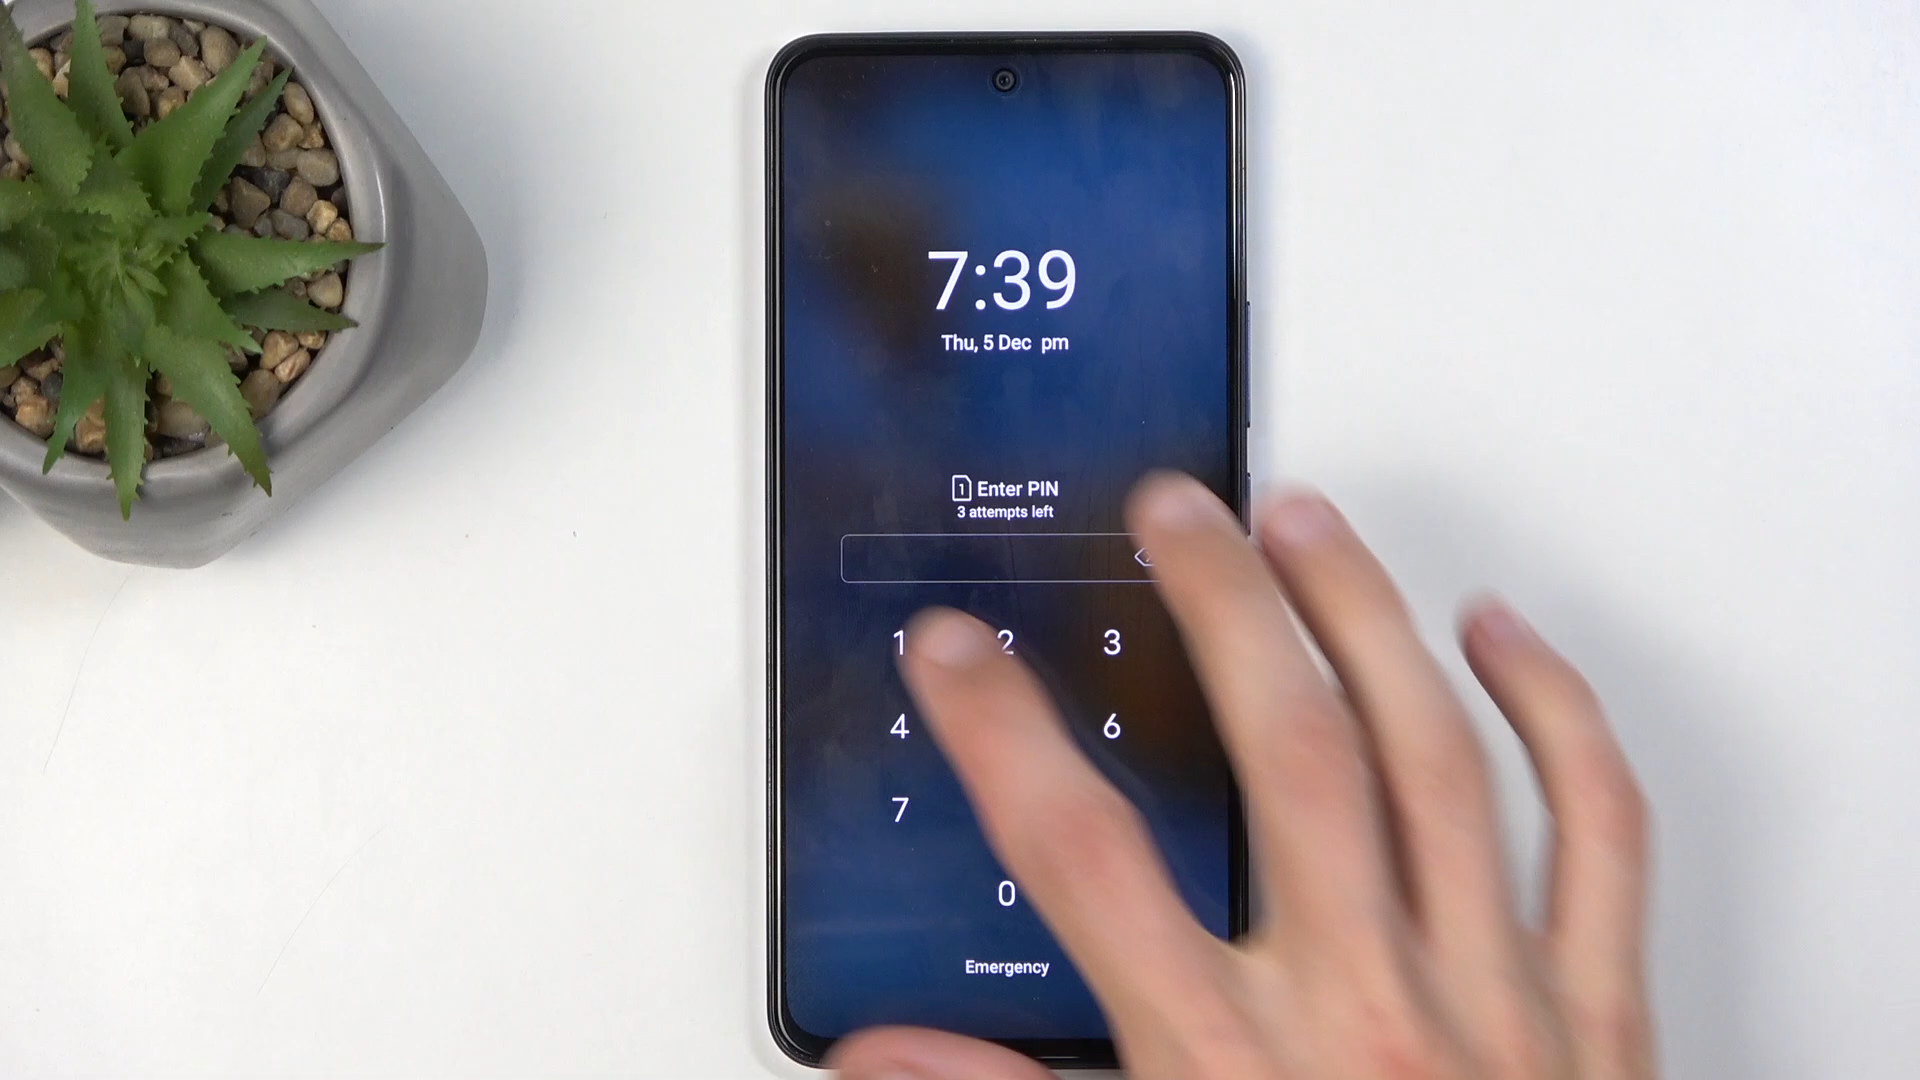 7:39
Thu, 5 Dec pm
1 Enter PIN
3 attempts left
1 2 3
4 6
7
0
Emergency